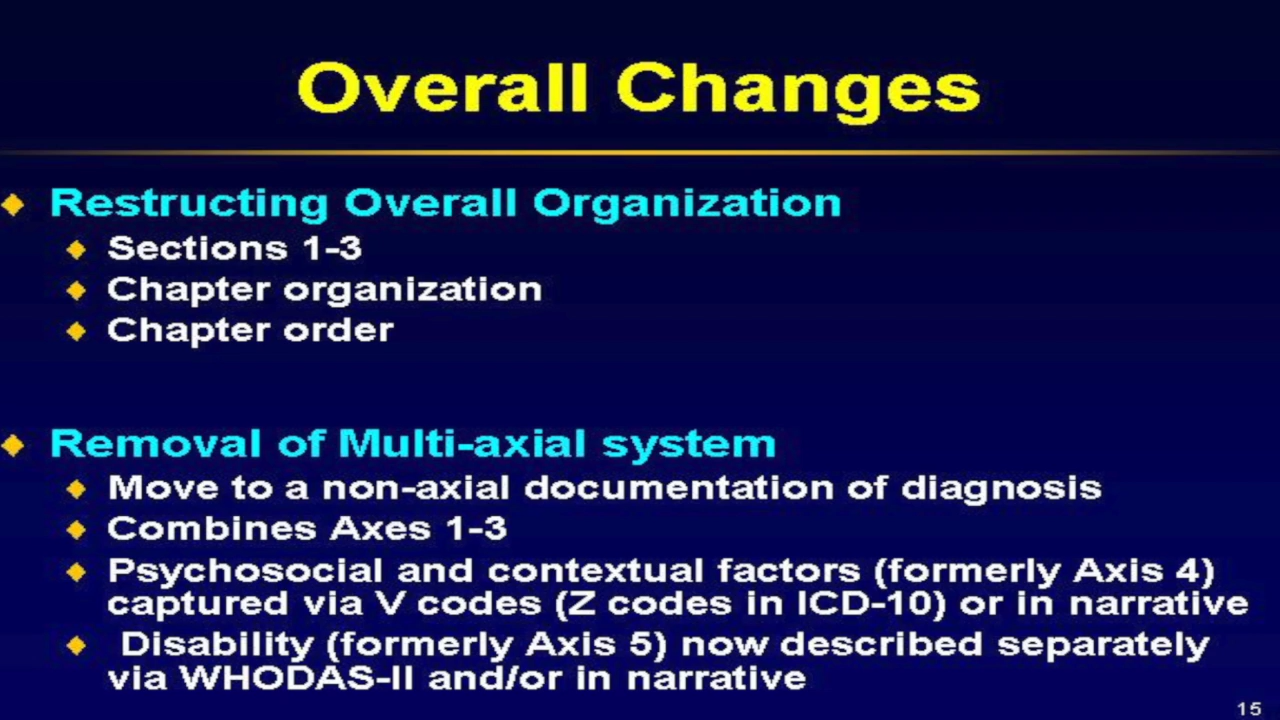 Overall Changes
Restructing Overall Organization
Sections 1-3
Chapter organization
Chapter order
Removal of Multi-axial system
Move to a non-axial documentation of diagnosis
Combines Axes 1-3
Psychosocial and contextual factors (formerly Axis 4)
captured via V codes (Z codes in ICD-10) or in narrative
Disability (formerly Axis 5) now described separately
via WHODAS-II and/or in narrative
15